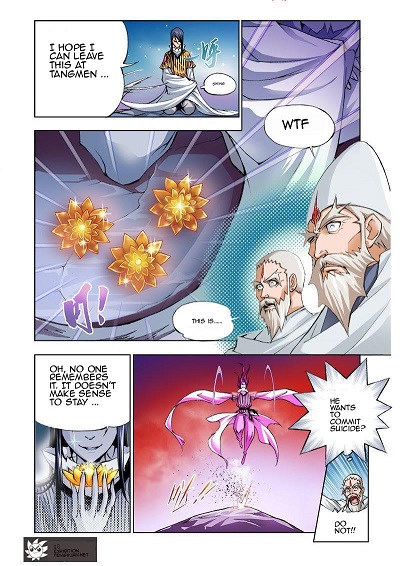 I HOPE I
CAN LEAVE
THIS AT
TANGMEN ...
SHINE
WTF
THIS IS.....
OH, NO ONE
REMEMBERS
IT. IT DOESN'T
MAKE SENSE
TO STAY ...
HE
WANTS
TO
COMMIT
SUICIDE?
DO
NOT!!